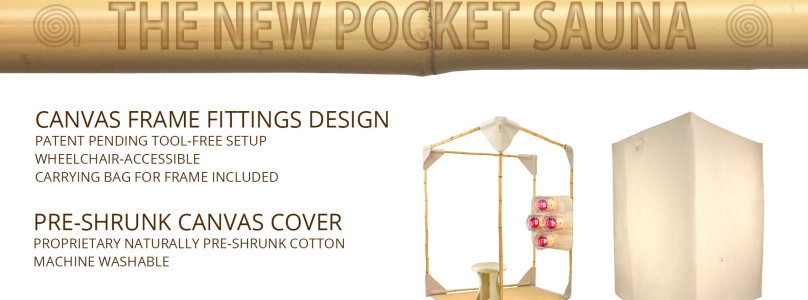 THE NEW POCKET SAUNA
CANVAS FRAME FITTINGS DESIGN
PATENT PENDING TOOL-FREE SETUP
WHEELCHAIR-ACCESSIBLE
CARRYING BAG FOR FRAME INCLUDED
PRE-SHRUNK CANVAS COVER
PROPRIETARY NATURALLY PRE-SHRUNK COTTON
MACHINE WASHABLE